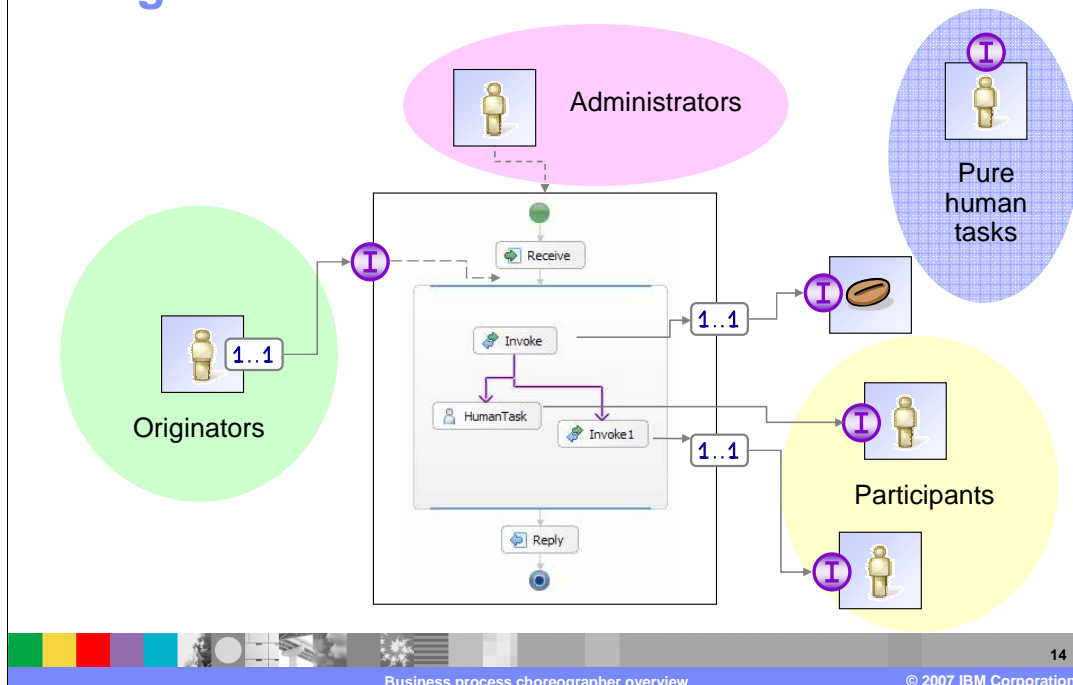 Administrators
Pure
human
tasks
I
I
Receive
I
1..1
Invoke
1..1
Originators
HumanTask
Invoke1
I
1..1
Participants
Reply
I
14
Business process choreographer overview
© 2007 IBM Corporation